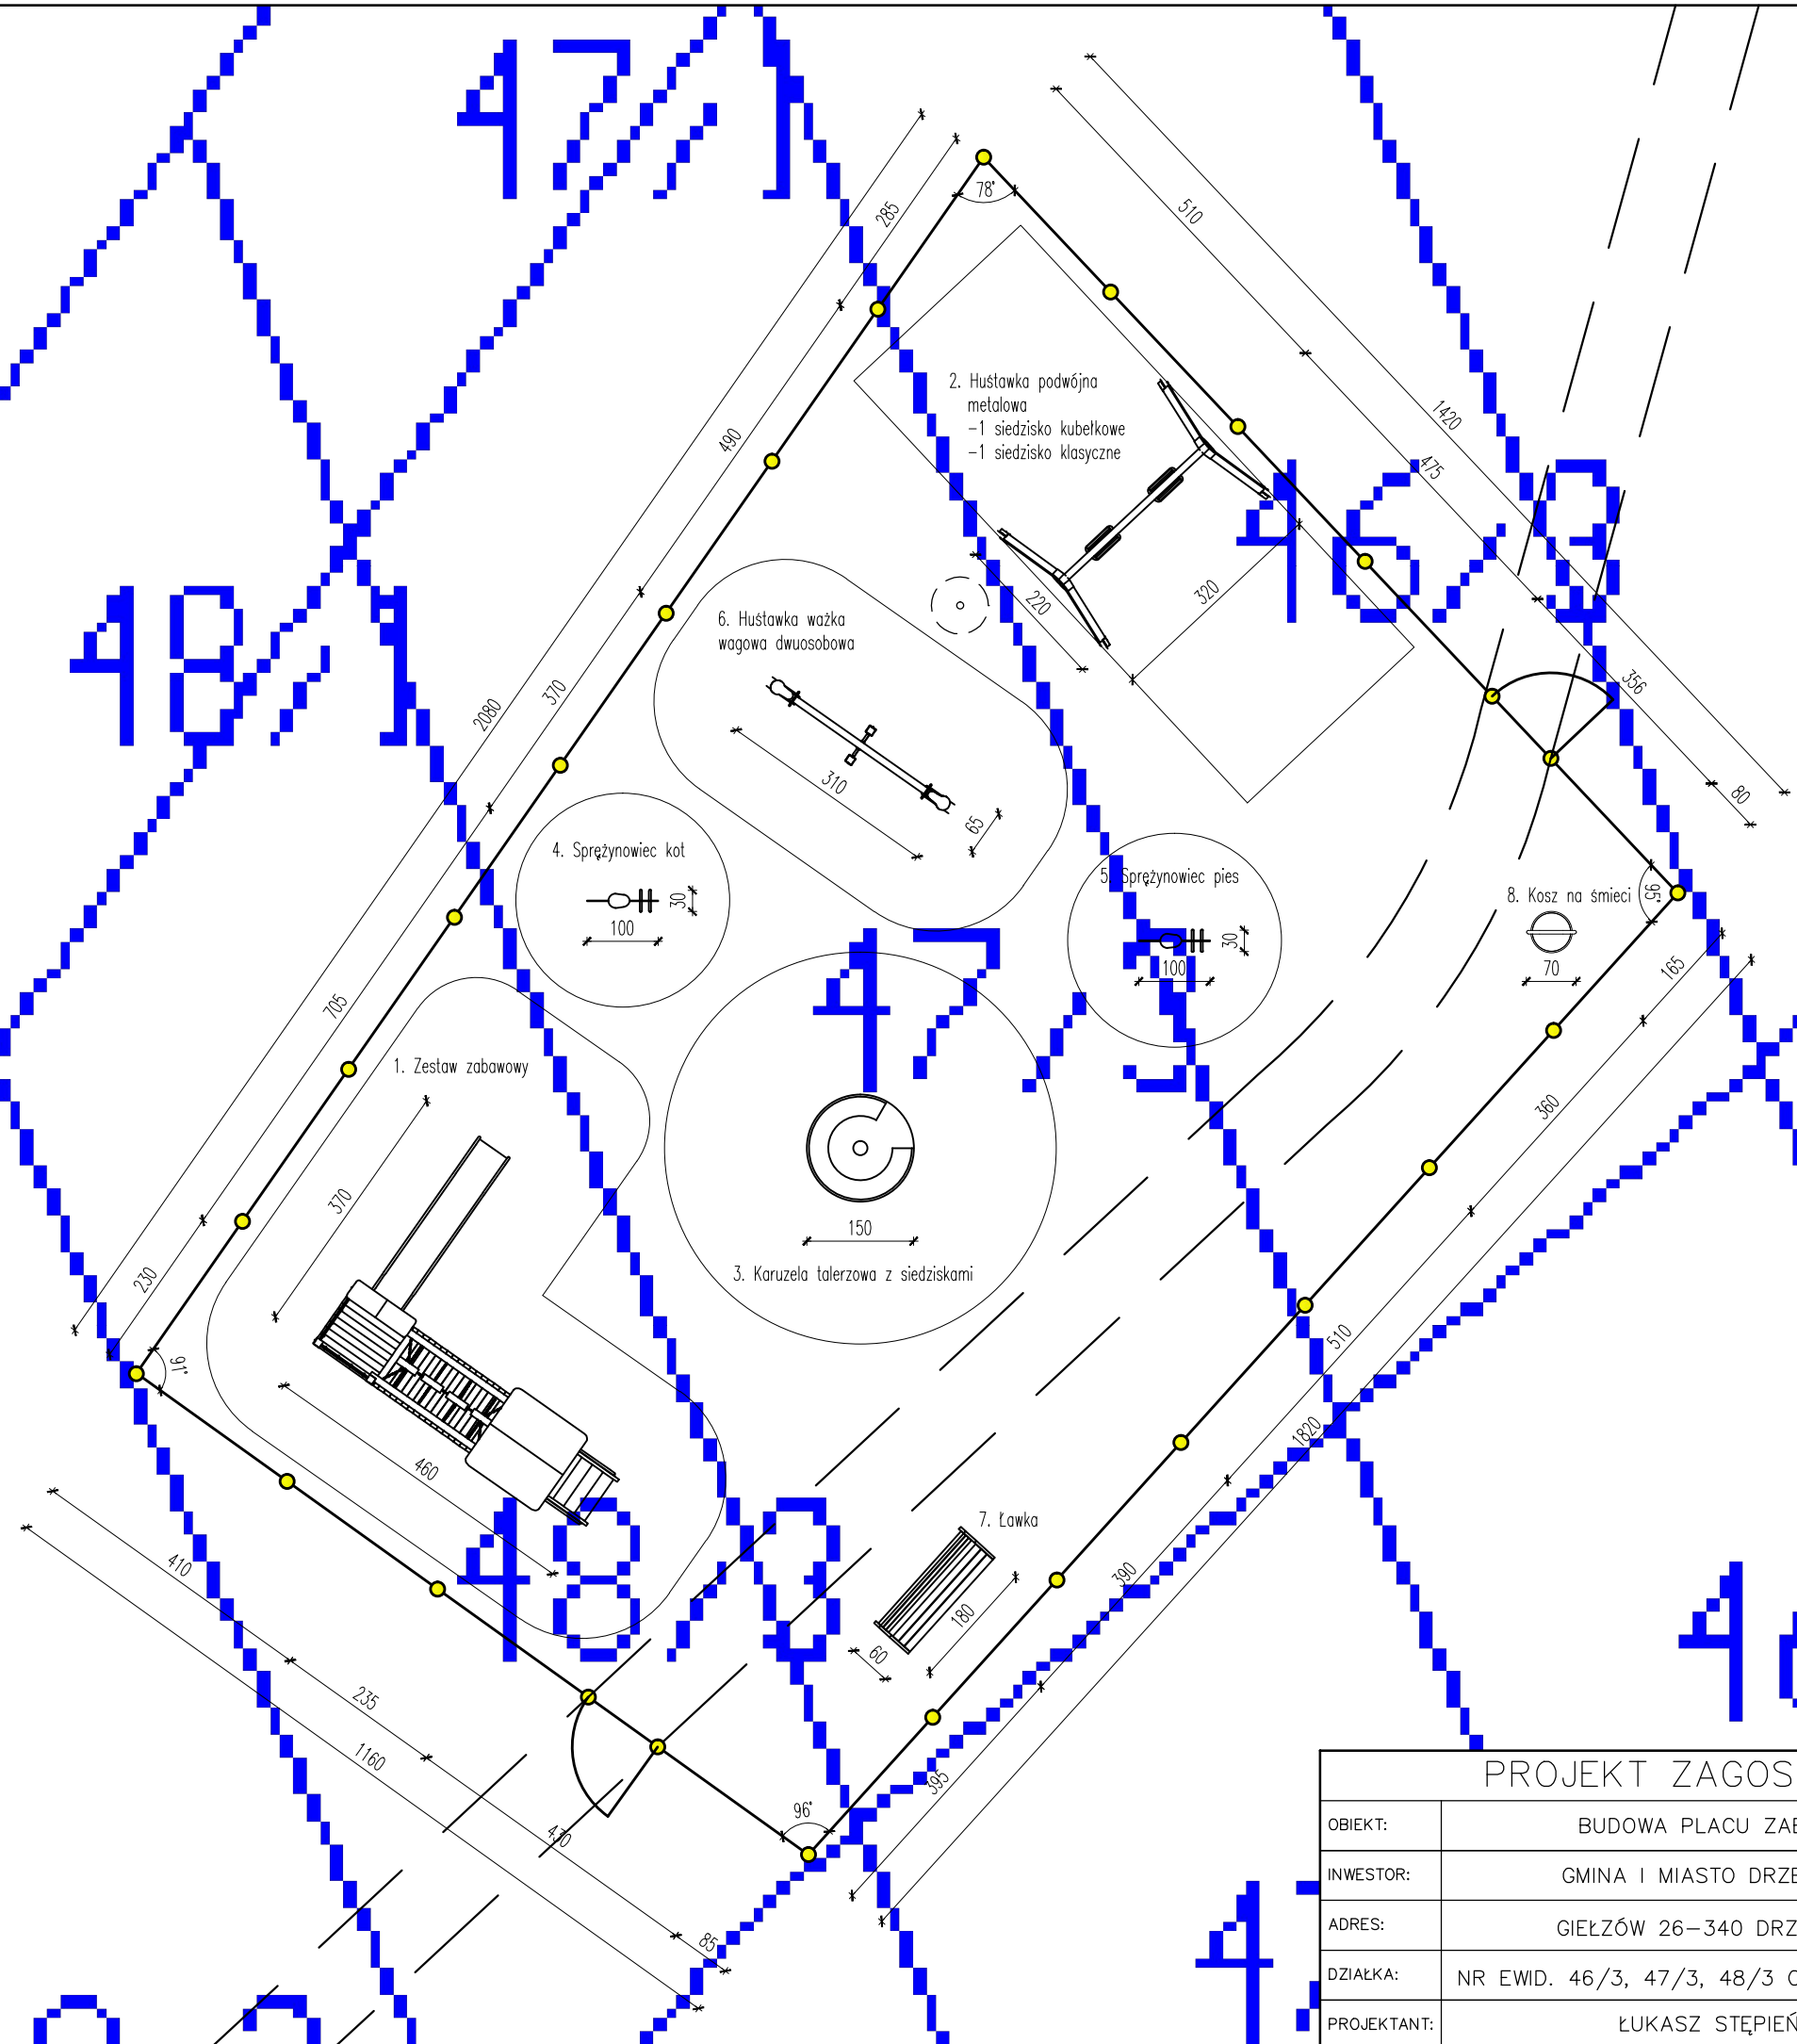 47/1
78°
285
510
2. Huśtawka podwójna
metalowa
-1 siedzisko kubełkowe
-1 siedzisko klasyczne
1420
490
475
46/3
48/1
6. Huśtawka ważka
wagowa dwuosobowa
220
320
2080
370
356
310
80
65
4. Sprężynowiec kot
30
100
5. Sprężynowiec pies
30
100
8. Kosz na śmieci
95°
70
165
47/3
705
1. Zestaw zabawowy
360
370
150
3. Karuzela talerzowa z siedziskami
230
91°
510
1820
460
48/3
7. Ławka
410
390
180
60
235
1160
395
96°
430
85
PROJEKT ZAGOS
OBIEKT:
BUDOWA PLACU
INWESTOR:
GMINA I MIASTO
ADRES:
GIEŁZÓW 26-340
DZIAŁKA:
NR EWID. 46/3, 47/3, 48/3
PROJEKTANT:
ŁUKASZ STĘPIEŃ